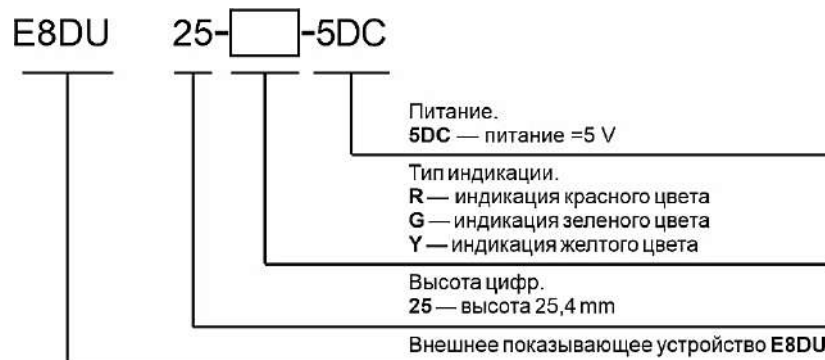 E8DU 25- -5DC
Питание.
5DC — питание =5 V
Тип индикации.
R — индикация красного цвета
G — индикация зеленого цвета
Y — индикация желтого цвета
Высота цифр.
25 — высота 25,4 mm
Внешнее показывающее устройство E8DU